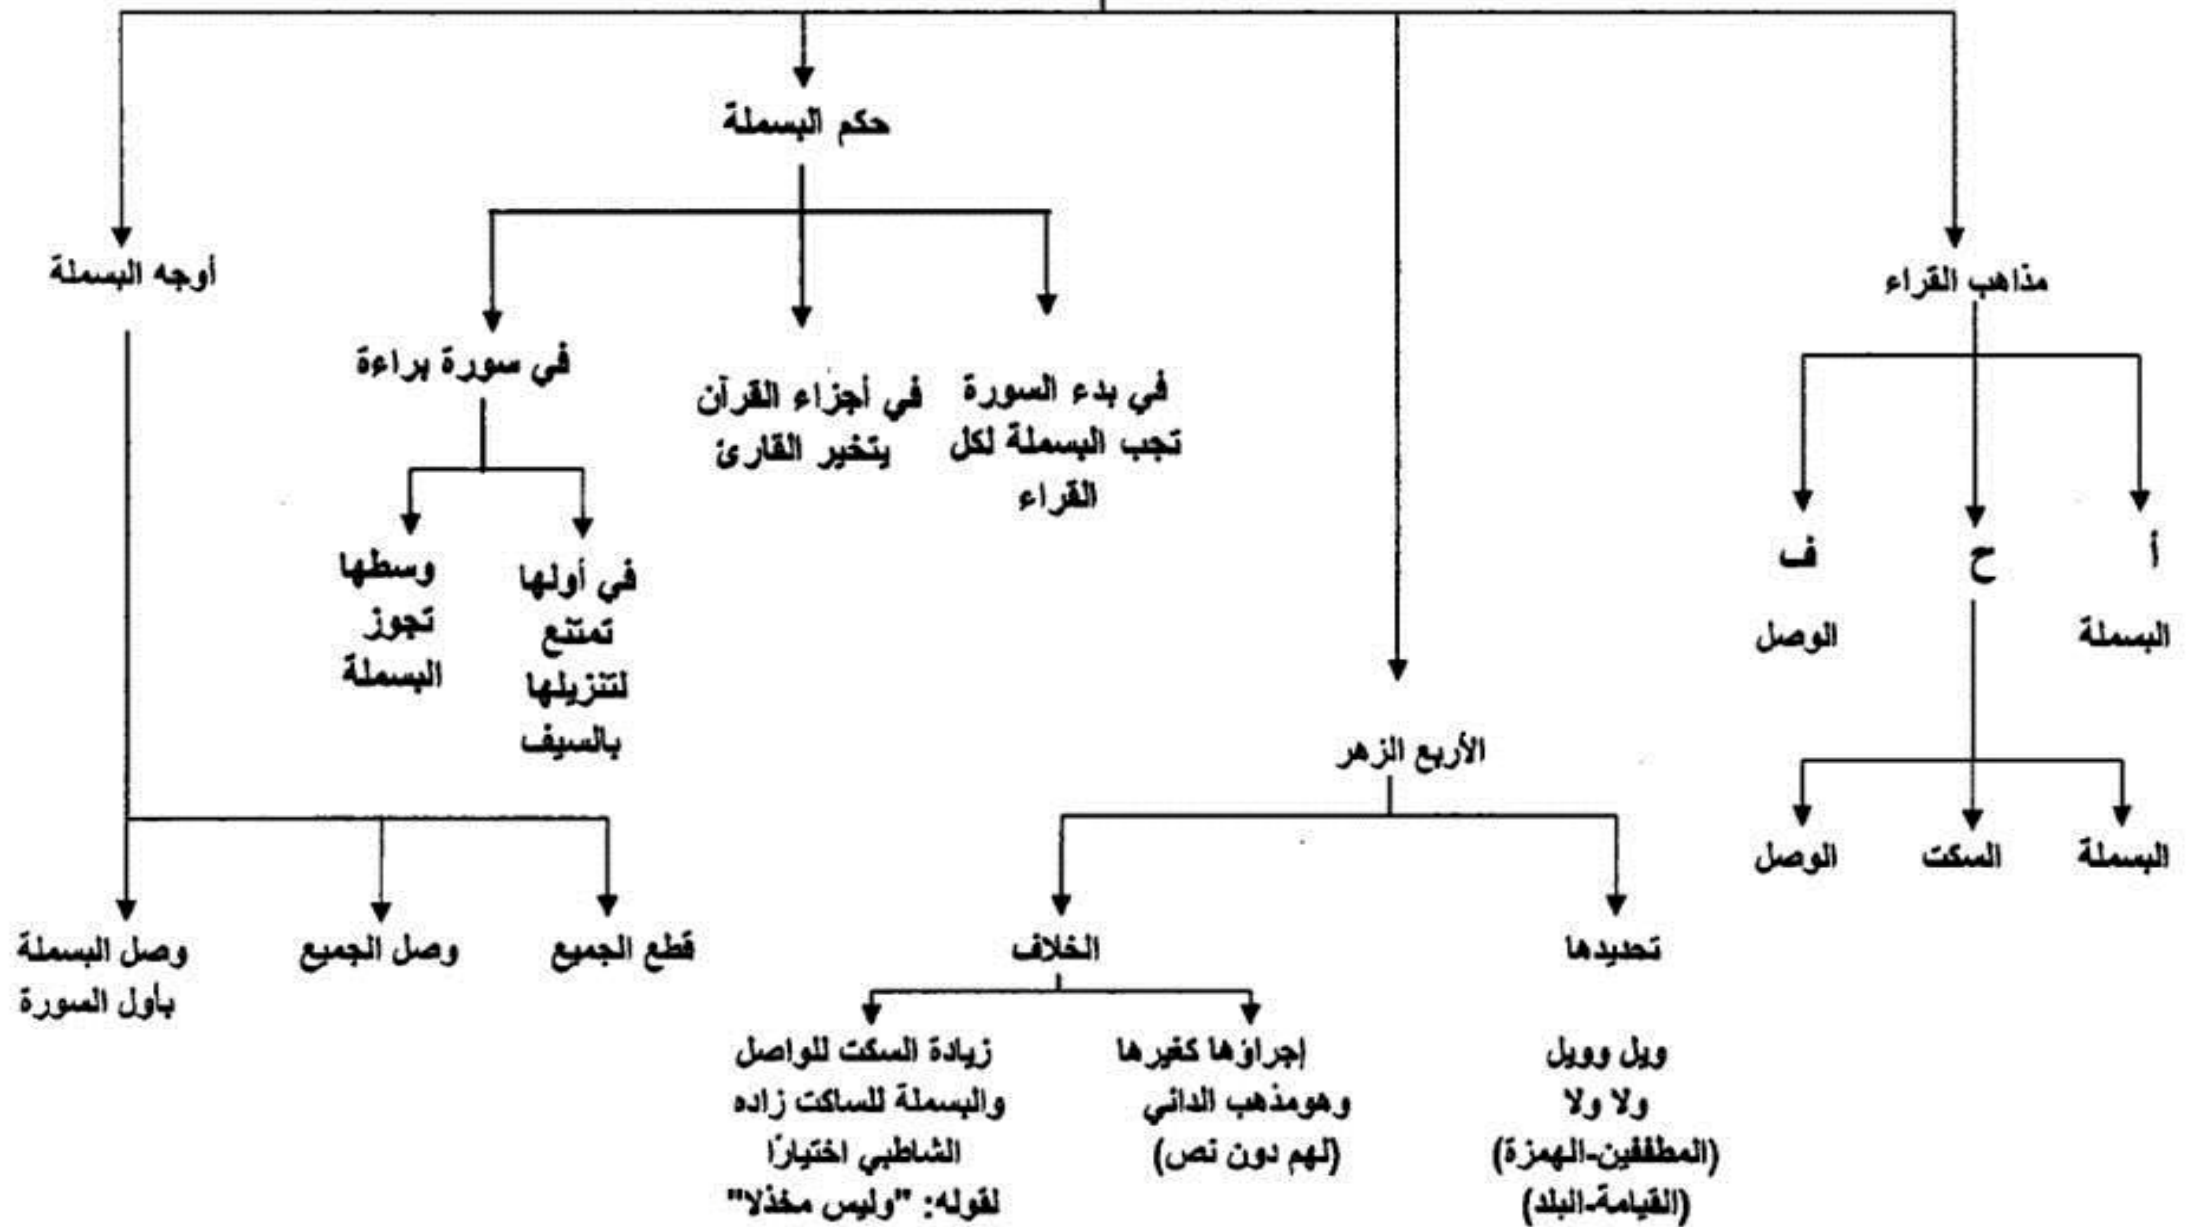 حكم البسملة
مذاهب القراء
أ
البسملة
ح
ف
الوصل
البسملة
السكت
الوصل
الأربع الزهر
تحديدها
ويل وويل
ولا ولا
(المطففين-الهمزة)
(القيامة-البلد)
الخلاف
إجراؤها كغيرها
وهومذهب الداني
(لهم دون نص)
زيادة السكت للواصل
والبسملة للساكت زاده
الشاطبي اختيارًا
لقوله: "وليس مخذلا"
في بدء السورة
تجب البسملة لكل
القراء
في أجزاء القرآن
يتخير القارئ
في سورة براءة
في أولها
تمتنع
لتنزيلها
بالسيف
وسطها
تجوز
البسملة
أوجه البسملة
قطع الجميع
وصل الجميع
وصل البسملة
بأول السورة